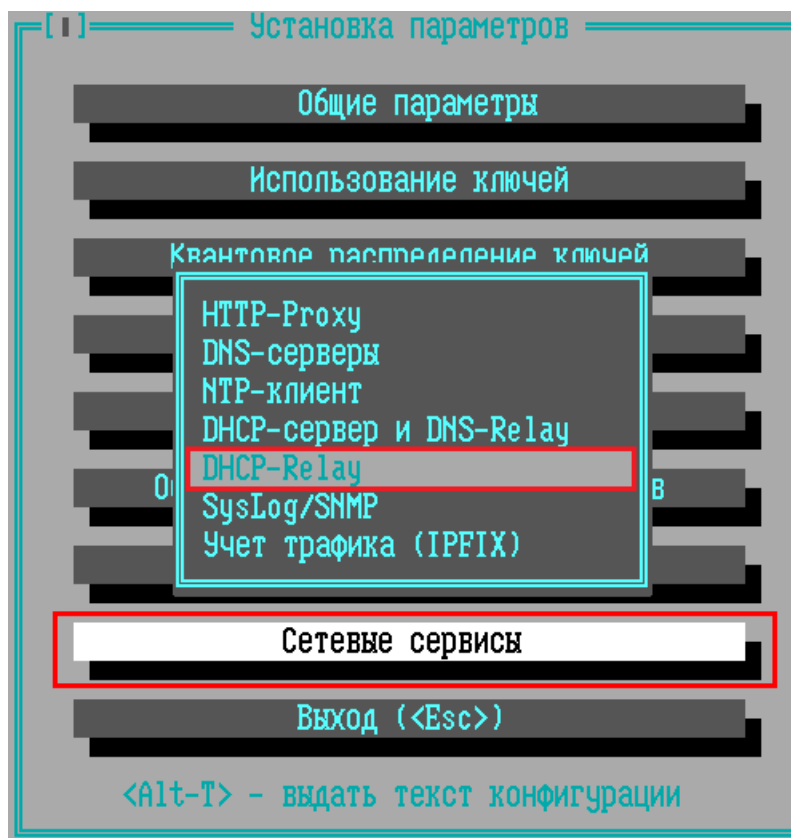 [ ] Установка параметров
Общие параметры
Использование ключей
Квантовое распределение ключей
HTTP-Proxy
DNS-серверы
NTP-клиент
DHCP-сервер и DNS-Relay
DHCP-Relay
SysLog/SNMP
Учет трафика (IPFIX)
Сетевые сервисы
Выход (<Esc>)
<Alt-T> - выдать текст конфигурации